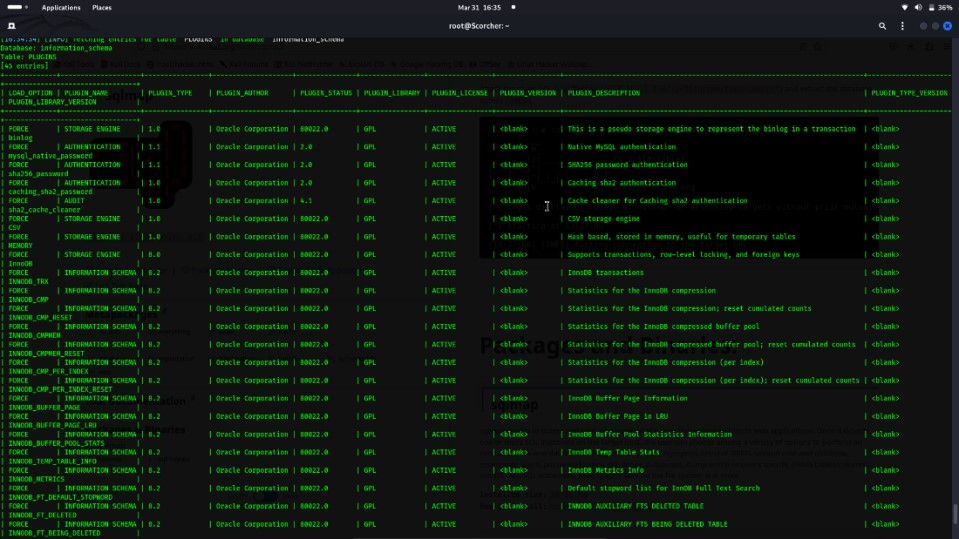 Applications Places Mar 31 16:35 36%
root@Scorcher: ~
[16:34:34] [INFO] fetching entries for table 'PLUGINS' in database 'information_schema'
Database: information_schema
Table: PLUGINS
[45 entries]
| LOAD_OPTION | PLUGIN_NAME | PLUGIN_TYPE | PLUGIN_AUTHOR | PLUGIN_STATUS | PLUGIN_LIBRARY | PLUGIN_LICENSE | PLUGIN_VERSION | PLUGIN_DESCRIPTION | PLUGIN_TYPE_VERSION
| PLUGIN_LIBRARY_VERSION |
| FORCE | STORAGE ENGINE | 1.0 | Oracle Corporation | 80022.0 | GPL | ACTIVE | <blank> | This is a pseudo storage engine to represent the binlog in a transaction | <blank>
| binlog |
| FORCE | AUTHENTICATION | 1.1 | Oracle Corporation | 2.0 | GPL | ACTIVE | <blank> | Native MySQL authentication | <blank>
| mysql_native_password |
| FORCE | AUTHENTICATION | 1.1 | Oracle Corporation | 2.0 | GPL | ACTIVE | <blank> | SHA256 password authentication | <blank>
| sha256_password |
| FORCE | AUTHENTICATION | 1.0 | Oracle Corporation | 2.0 | GPL | ACTIVE | <blank> | Caching sha2 authentication | <blank>
| caching_sha2_password |
| FORCE | AUDIT | 1.0 | Oracle Corporation | 4.1 | GPL | ACTIVE | <blank> | Cache cleaner for Caching sha2 authentication | <blank>
| sha2_cache_cleaner |
| FORCE | STORAGE ENGINE | 1.0 | Oracle Corporation | 80022.0 | GPL | ACTIVE | <blank> | CSV storage engine | <blank>
| CSV |
| FORCE | STORAGE ENGINE | 1.0 | Oracle Corporation | 80022.0 | GPL | ACTIVE | <blank> | Hash based, stored in memory, useful for temporary tables | <blank>
| MEMORY |
| FORCE | STORAGE ENGINE | 8.0 | Oracle Corporation | 80022.0 | GPL | ACTIVE | <blank> | Supports transactions, row-level locking, and foreign keys | <blank>
| InnoDB |
| FORCE | INFORMATION SCHEMA | 8.2 | Oracle Corporation | 80022.0 | GPL | ACTIVE | <blank> | InnoDB transactions | <blank>
| INNODB_TRX |
| FORCE | INFORMATION SCHEMA | 8.2 | Oracle Corporation | 80022.0 | GPL | ACTIVE | <blank> | Statistics for the InnoDB compression | <blank>
| INNODB_CMP |
| FORCE | INFORMATION SCHEMA | 8.2 | Oracle Corporation | 80022.0 | GPL | ACTIVE | <blank> | Statistics for the InnoDB compression; reset cumulated counts | <blank>
| INNODB_CMP_RESET |
| FORCE | INFORMATION SCHEMA | 8.2 | Oracle Corporation | 80022.0 | GPL | ACTIVE | <blank> | Statistics for the InnoDB compressed buffer pool | <blank>
| INNODB_CMPMEM |
| FORCE | INFORMATION SCHEMA | 8.2 | Oracle Corporation | 80022.0 | GPL | ACTIVE | <blank> | Statistics for the InnoDB compressed buffer pool; reset cumulated counts | <blank>
| INNODB_CMPMEM_RESET |
| FORCE | INFORMATION SCHEMA | 8.2 | Oracle Corporation | 80022.0 | GPL | ACTIVE | <blank> | Statistics for the InnoDB compression (per index) | <blank>
| INNODB_CMP_PER_INDEX |
| FORCE | INFORMATION SCHEMA | 8.2 | Oracle Corporation | 80022.0 | GPL | ACTIVE | <blank> | Statistics for the InnoDB compression (per index); reset cumulated counts | <blank>
| INNODB_CMP_PER_INDEX_RESET |
| FORCE | INFORMATION SCHEMA | 8.2 | Oracle Corporation | 80022.0 | GPL | ACTIVE | <blank> | InnoDB Buffer Page Information | <blank>
| INNODB_BUFFER_PAGE |
| FORCE | INFORMATION SCHEMA | 8.2 | Oracle Corporation | 80022.0 | GPL | ACTIVE | <blank> | InnoDB Buffer Page in LRU | <blank>
| INNODB_BUFFER_PAGE_LRU |
| FORCE | INFORMATION SCHEMA | 8.2 | Oracle Corporation | 80022.0 | GPL | ACTIVE | <blank> | InnoDB Buffer Pool Statistics Information | <blank>
| INNODB_BUFFER_POOL_STATS |
| FORCE | INFORMATION SCHEMA | 8.2 | Oracle Corporation | 80022.0 | GPL | ACTIVE | <blank> | InnoDB Temp Table Stats | <blank>
| INNODB_TEMP_TABLE_INFO |
| FORCE | INFORMATION SCHEMA | 8.2 | Oracle Corporation | 80022.0 | GPL | ACTIVE | <blank> | InnoDB Metrics Info | <blank>
| INNODB_METRICS |
| FORCE | INFORMATION SCHEMA | 8.2 | Oracle Corporation | 80022.0 | GPL | ACTIVE | <blank> | Default stopword list for InnoDB Full Text Search | <blank>
| INNODB_FT_DEFAULT_STOPWORD |
| FORCE | INFORMATION SCHEMA | 8.2 | Oracle Corporation | 80022.0 | GPL | ACTIVE | <blank> | INNODB AUXILIARY FTS DELETED TABLE | <blank>
| INNODB_FT_DELETED |
| FORCE | INFORMATION SCHEMA | 8.2 | Oracle Corporation | 80022.0 | GPL | ACTIVE | <blank> | INNODB AUXILIARY FTS BEING DELETED TABLE | <blank>
| INNODB_FT_BEING_DELETED |
sqlmap
Packages and Binaries:
sqlmap